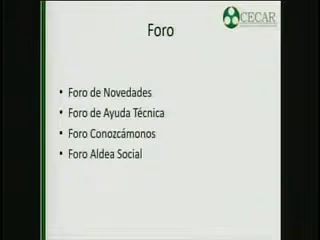 CECAR
Foro
• Foro de Novedades
• Foro de Ayuda Técnica
• Foro Conozcámonos
• Foro Aldea Social